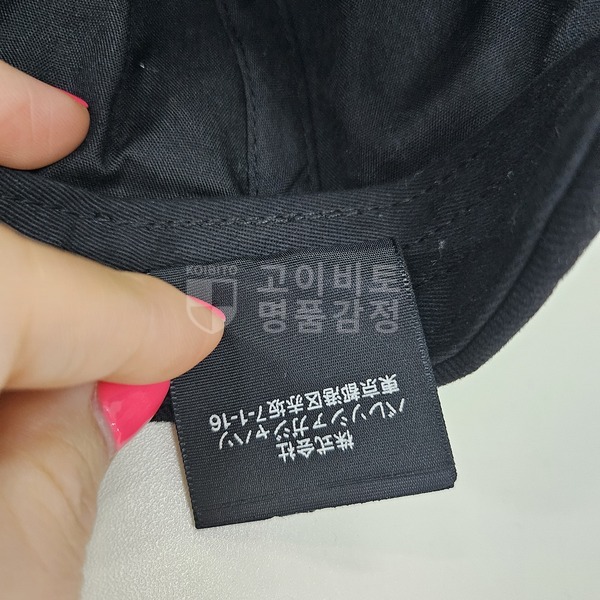 KOIBITO
고이비토
명품감정
株式会社
バレンシァガジャパン
東京都港区赤坂7-1-16